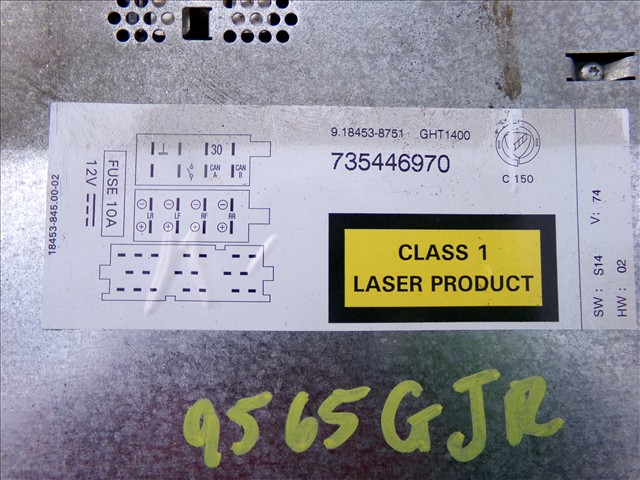 18453-845.00-02
12V
FUSE 10A
30
CAN A
CAN B
LR LF RF RR
9.18453-8751 GHT1400
735446970
C 150
CLASS 1
LASER PRODUCT
SW : S14 V: 74
HW : 02
9565GJR